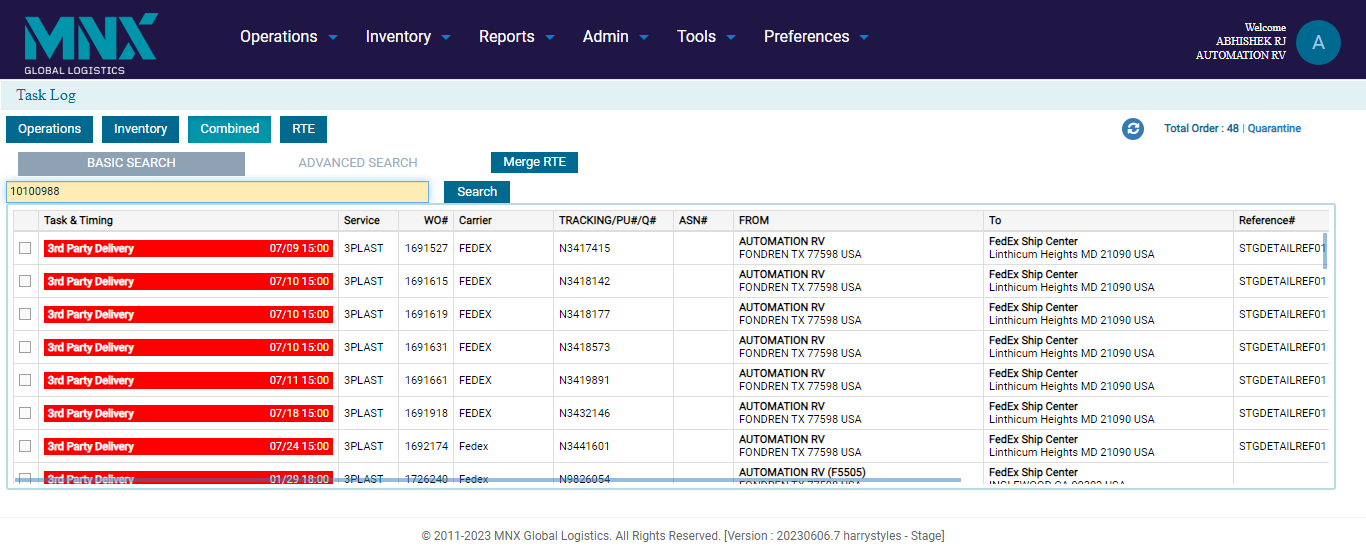 MNX
GLOBAL LOGISTICS
Operations Inventory Reports Admin Tools Preferences
Welcome
ABHISHEK RJ
AUTOMATION RV
A
Task Log
Operations Inventory Combined RTE
Total Order : 48 | Quarantine
BASIC SEARCH ADVANCED SEARCH Merge RTE
10100988 Search
Task & Timing Service WO# Carrier TRACKING/PU#/Q# ASN# FROM To Reference#
3rd Party Delivery 07/09 15:00 3PLAST 1691527 FEDEX N3417415 AUTOMATION RV FedEx Ship Center STGDETAILREF01
FONDREN TX 77598 USA Linthicum Heights MD 21090 USA
3rd Party Delivery 07/10 15:00 3PLAST 1691615 FEDEX N3418142 AUTOMATION RV FedEx Ship Center STGDETAILREF01
FONDREN TX 77598 USA Linthicum Heights MD 21090 USA
3rd Party Delivery 07/10 15:00 3PLAST 1691619 FEDEX N3418177 AUTOMATION RV FedEx Ship Center STGDETAILREF01
FONDREN TX 77598 USA Linthicum Heights MD 21090 USA
3rd Party Delivery 07/10 15:00 3PLAST 1691631 FEDEX N3418573 AUTOMATION RV FedEx Ship Center STGDETAILREF01
FONDREN TX 77598 USA Linthicum Heights MD 21090 USA
3rd Party Delivery 07/11 15:00 3PLAST 1691661 FEDEX N3419891 AUTOMATION RV FedEx Ship Center STGDETAILREF01
FONDREN TX 77598 USA Linthicum Heights MD 21090 USA
3rd Party Delivery 07/18 15:00 3PLAST 1691918 FEDEX N3432146 AUTOMATION RV FedEx Ship Center STGDETAILREF01
FONDREN TX 77598 USA Linthicum Heights MD 21090 USA
3rd Party Delivery 07/24 15:00 3PLAST 1692174 Fedex N3441601 AUTOMATION RV FedEx Ship Center STGDETAILREF01
FONDREN TX 77598 USA Linthicum Heights MD 21090 USA
3rd Party Delivery 01/29 18:00 3PLAST 1726240 Fedex N9826054 AUTOMATION RV (F5505) FedEx Ship Center
FONDREN TX 77598 USA INGLEWOOD CA USA
© 2011-2023 MNX Global Logistics. All Rights Reserved. [Version : 20230606.7 harrystyles - Stage]